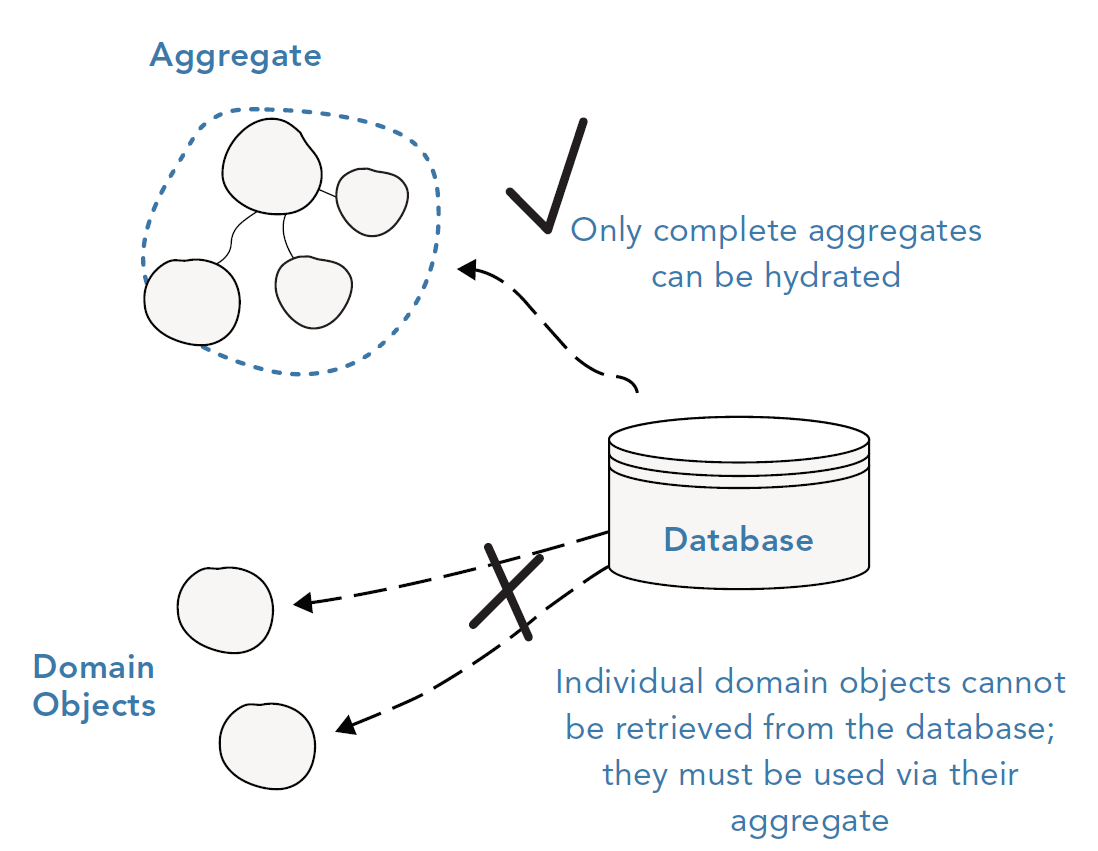 Aggregate
Only complete aggregates
can be hydrated
Database
Domain
Objects
Individual domain objects cannot
be retrieved from the database;
they must be used via their
aggregate